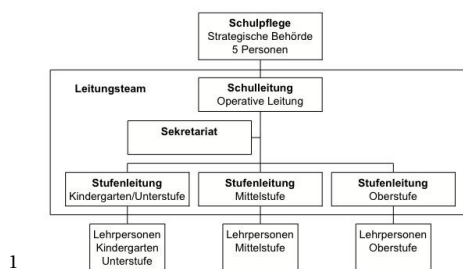 Schulpflege
Strategische Behörde
5 Personen
Leitungsteam
Schulleitung
Operative Leitung
Sekretariat
Stufenleitung
Kindergarten/Unterstufe
Stufenleitung
Mittelstufe
Stufenleitung
Oberstufe
Lehrpersonen
Kindergarten
Unterstufe
Lehrpersonen
Mittelstufe
Lehrpersonen
Oberstufe
1